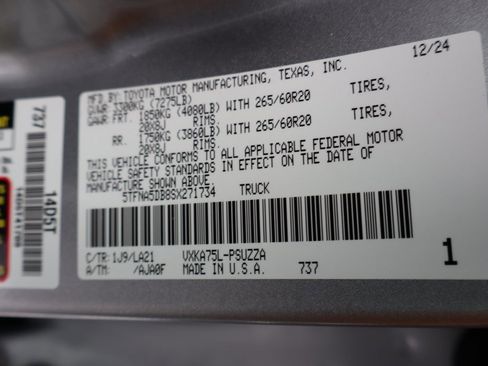 12/24
MFD BY: TOYOTA MOTOR MANUFACTURING, TEXAS, INC.
GVWR 3300KG (7275LB)
GAWR: FRT. 1850KG (4080LB) WITH 265/60R20 TIRES,
20X8J RIMS.
RR. 1750KG (3860LB) WITH 265/60R20 TIRES,
20X8J RIMS.
THIS VEHICLE CONFORMS TO ALL APPLICABLE FEDERAL MOTOR
VEHICLE SAFETY STANDARDS IN EFFECT ON THE DATE OF
MANUFACTURE SHOWN ABOVE.
5TFNA5DB8SX271734 TRUCK
C/TR: 1J9/LA21 VXKA75L-PSUZZA
A/TM: /AJA0F MADE IN U.S.A. 737 1
737
14D5T